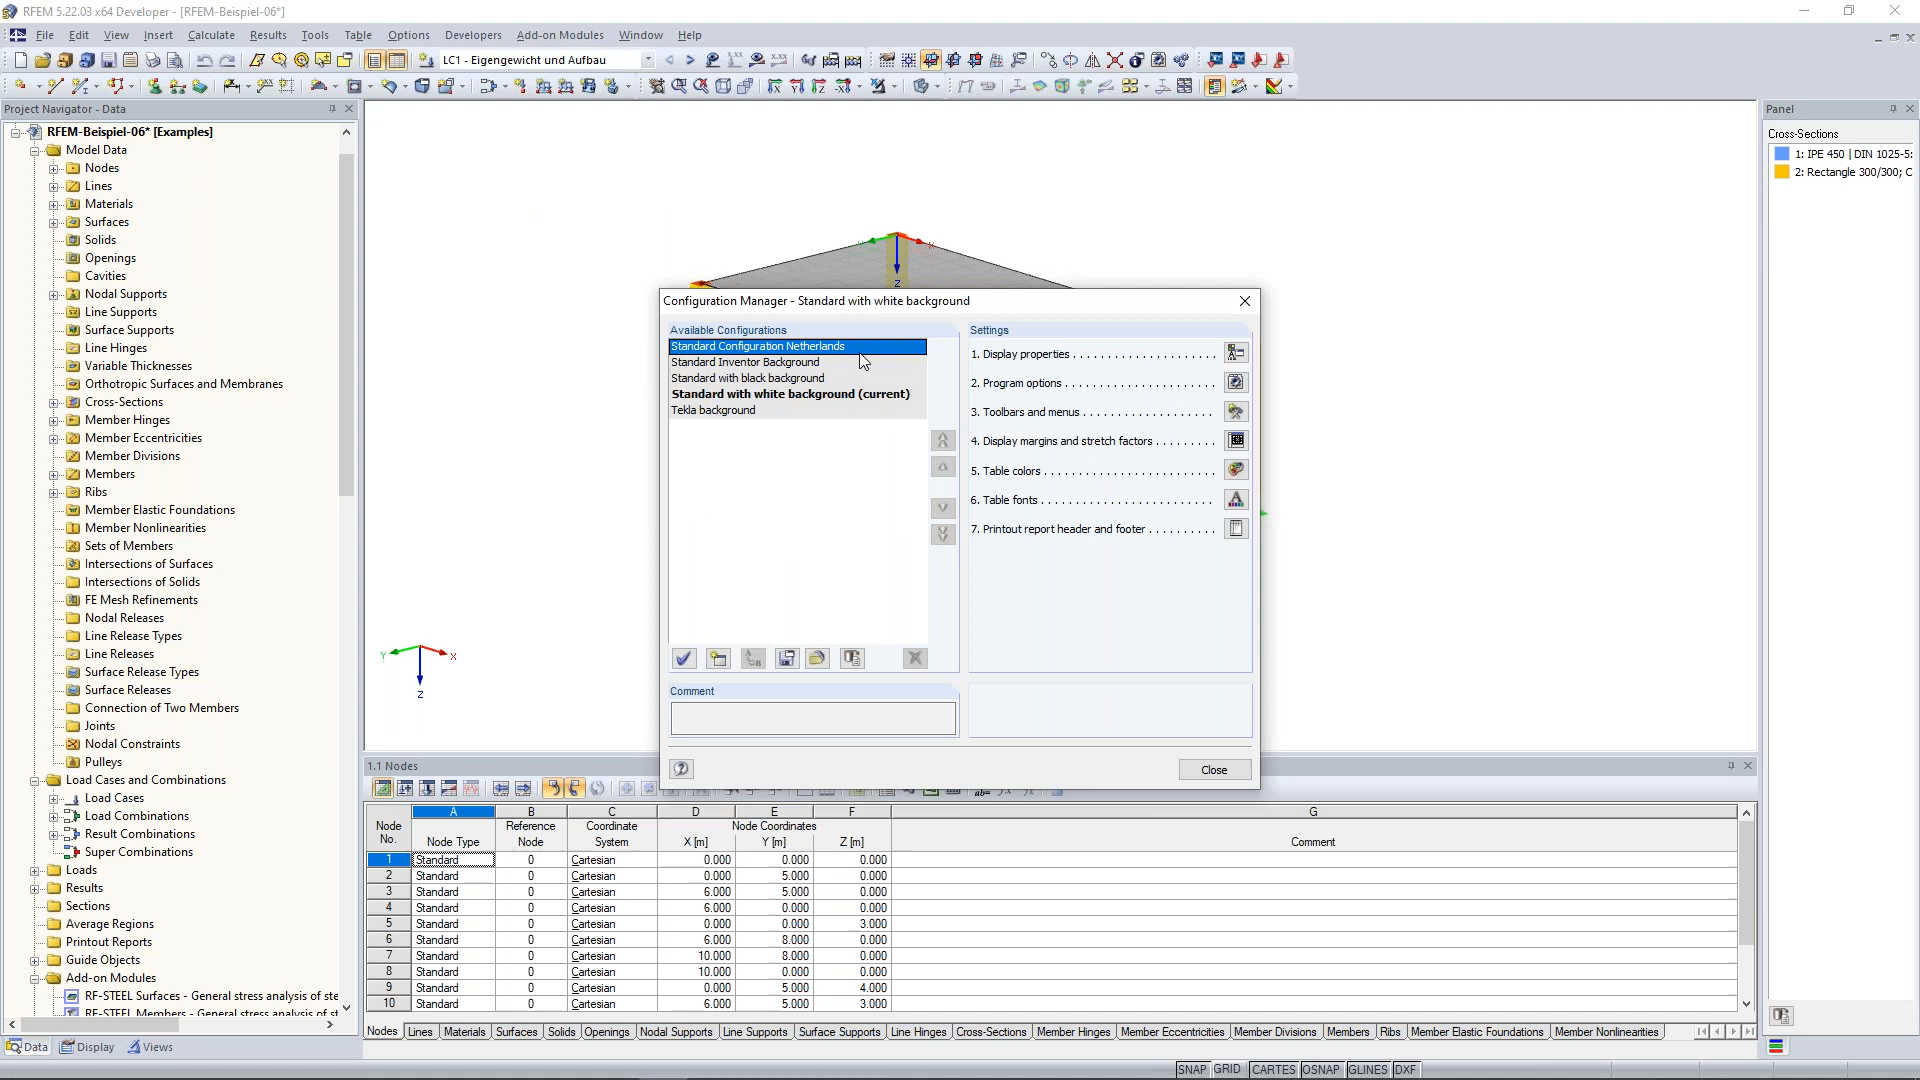 RFEM 5.22.03 x64 Developer - [RFEM-Beispiel-06*]
File Edit View Insert Calculate Results Tools Table Options Developers Add-on Modules Window Help
LC1 - Eigengewicht und Aufbau
Project Navigator - Data
RFEM-Beispiel-06* [Examples]
Model Data
Nodes
Lines
Materials
Surfaces
Solids
Openings
Cavities
Nodal Supports
Line Supports
Surface Supports
Line Hinges
Variable Thicknesses
Orthotropic Surfaces and Membranes
Cross-Sections
Member Hinges
Member Eccentricities
Member Divisions
Members
Ribs
Member Elastic Foundations
Member Nonlinearities
Sets of Members
Intersections of Surfaces
Intersections of Solids
FE Mesh Refinements
Nodal Releases
Line Release Types
Line Releases
Surface Release Types
Surface Releases
Connection of Two Members
Joints
Nodal Constraints
Pulleys
Load Cases and Combinations
Load Cases
Load Combinations
Result Combinations
Super Combinations
Loads
Results
Sections
Average Regions
Printout Reports
Guide Objects
Add-on Modules
RF-STEEL Surfaces - General stress analysis of ste
RF-STEEL Members - General stress analysis of st
Data Display Views
Y X
Z
Z
Configuration Manager - Standard with white background
Available Configurations
Standard Configuration Netherlands
Standard Inventor Background
Standard with black background
Standard with white background (current)
Tekla background
Comment
Settings
1. Display properties
2. Program options
3. Toolbars and menus
4. Display margins and stretch factors
5. Table colors
6. Table fonts
7. Printout report header and footer
Close
Panel
Cross-Sections
1: IPE 450 | DIN 1025-5:
2: Rectangle 300/300; C
1.1 Nodes
A B C D E F G
Node No. Node Type Reference Node Coordinate System Node Coordinates X [m] Y [m] Z [m] Comment
1 Standard 0 Cartesian 0.000 0.000 0.000
2 Standard 0 Cartesian 0.000 5.000 0.000
3 Standard 0 Cartesian 6.000 5.000 0.000
4 Standard 0 Cartesian 6.000 0.000 0.000
5 Standard 0 Cartesian 0.000 0.000 3.000
6 Standard 0 Cartesian 6.000 8.000 0.000
7 Standard 0 Cartesian 10.000 8.000 0.000
8 Standard 0 Cartesian 10.000 0.000 0.000
9 Standard 0 Cartesian 0.000 5.000 4.000
10 Standard 0 Cartesian 6.000 5.000 3.000
Nodes Lines Materials Surfaces Solids Openings Nodal Supports Line Supports Surface Supports Line Hinges Cross-Sections Member Hinges Member Eccentricities Member Divisions Members Ribs Member Elastic Foundations Member Nonlinearities
SNAP GRID CARTES OSNAP GLINES DXF